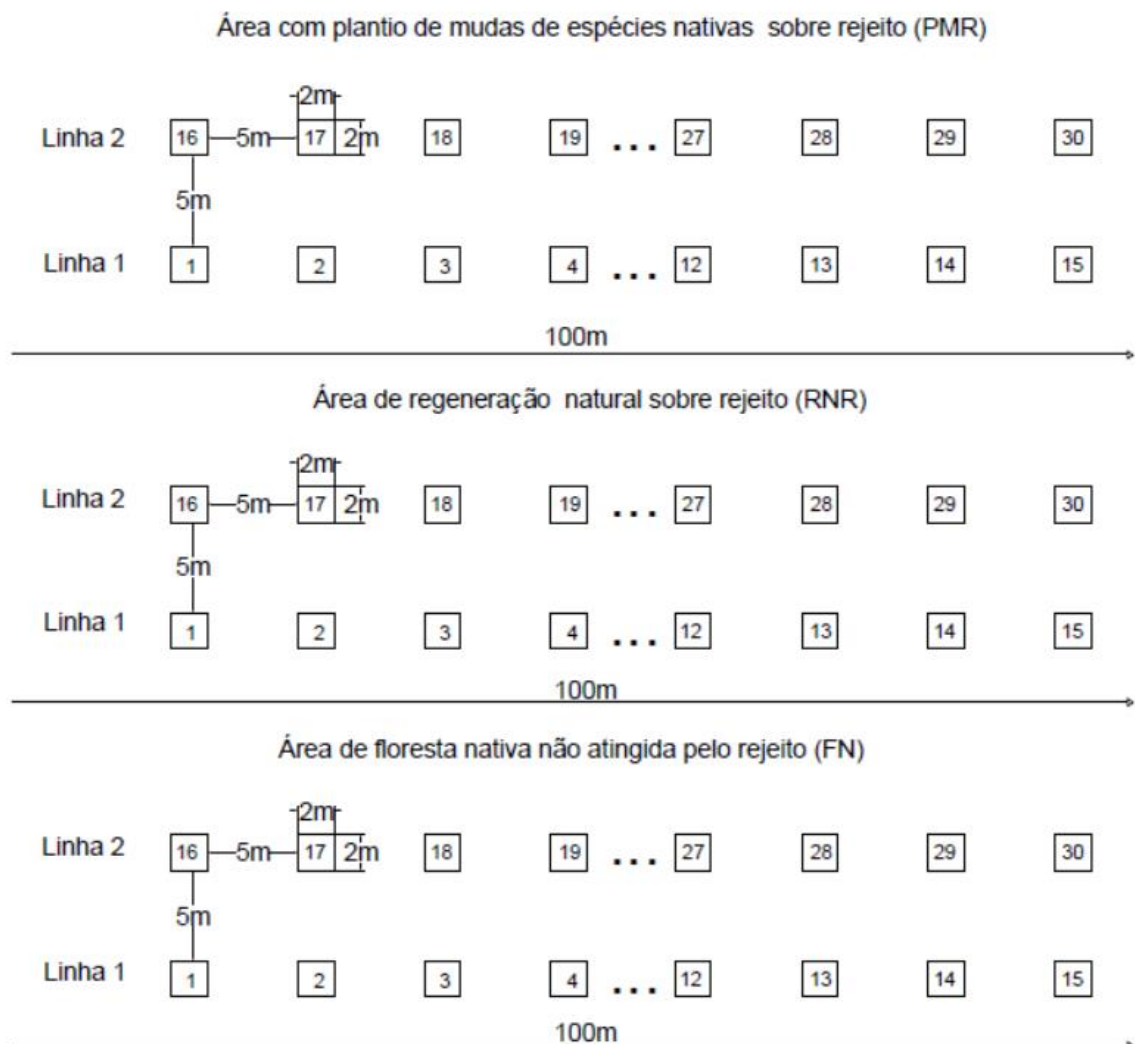 Área com plantio de mudas de espécies nativas sobre rejeito (PMR)
2m
Linha 2 16 5m 17 2m 18 19 ... 27 28 29 30
5m
Linha 1 1 2 3 4 ... 12 13 14 15
100m
Área de regeneração natural sobre rejeito (RNR)
2m
Linha 2 16 5m 17 2m 18 19 ... 27 28 29 30
5m
Linha 1 1 2 3 4 ... 12 13 14 15
100m
Área de floresta nativa não atingida pelo rejeito (FN)
2m
Linha 2 16 5m 17 2m 18 19 ... 27 28 29 30
5m
Linha 1 1 2 3 4 ... 12 13 14 15
100m